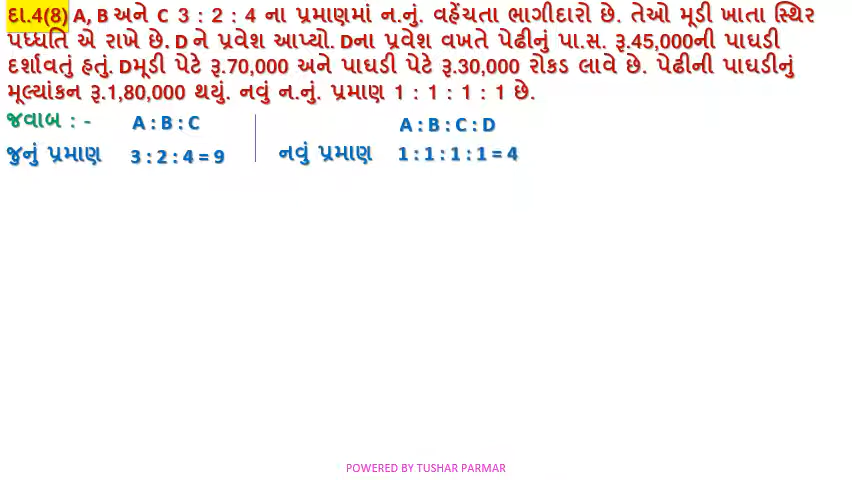 દા.4(8) A, B અને C 3 : 2 : 4 ના પ્રમાણમાં ન.નું. વહેંચતા ભાગીદારો છે. તેઓ મૂડી ખાતા સ્થિર
પધ્ધતિ એ રાખે છે. D ને પ્રવેશ આપ્યો. Dના પ્રવેશ વખતે પેઢીનું પા.સ. રૂ.45,000ની પાઘડી
દર્શાવતું હતું. Dમૂડી પેટે રૂ.70,000 અને પાઘડી પેટે રૂ.30,000 રોકડ લાવે છે. પેઢીની પાઘડીનું
મૂલ્યાંકન રૂ.1,80,000 થયું. નવું ન.નું. પ્રમાણ 1 : 1 : 1 : 1 છે.
જવાબ : - A : B : C A : B : C : D
જુનું પ્રમાણ 3 : 2 : 4 = 9 નવું પ્રમાણ 1 : 1 : 1 : 1 = 4
POWERED BY TUSHAR PARMAR